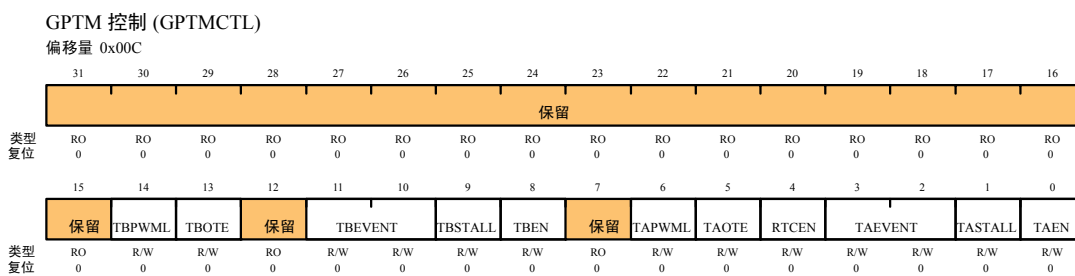 GPTM 控制 (GPTMCTL)
偏移量 0x00C
31 30 29 28 27 26 25 24 23 22 21 20 19 18 17 16
保留
类型 RO RO RO RO RO RO RO RO RO RO RO RO RO RO RO RO
复位 0 0 0 0 0 0 0 0 0 0 0 0 0 0 0 0
15 14 13 12 11 10 9 8 7 6 5 4 3 2 1 0
保留 TBPWML TBOTE 保留 TBEVENT TBSTALL TBEN 保留 TAPWML TAOTE RTCEN TAEVENT TASTALL TAEN
类型 RO R/W R/W RO R/W R/W R/W R/W RO R/W R/W R/W R/W R/W R/W R/W
复位 0 0 0 0 0 0 0 0 0 0 0 0 0 0 0 0